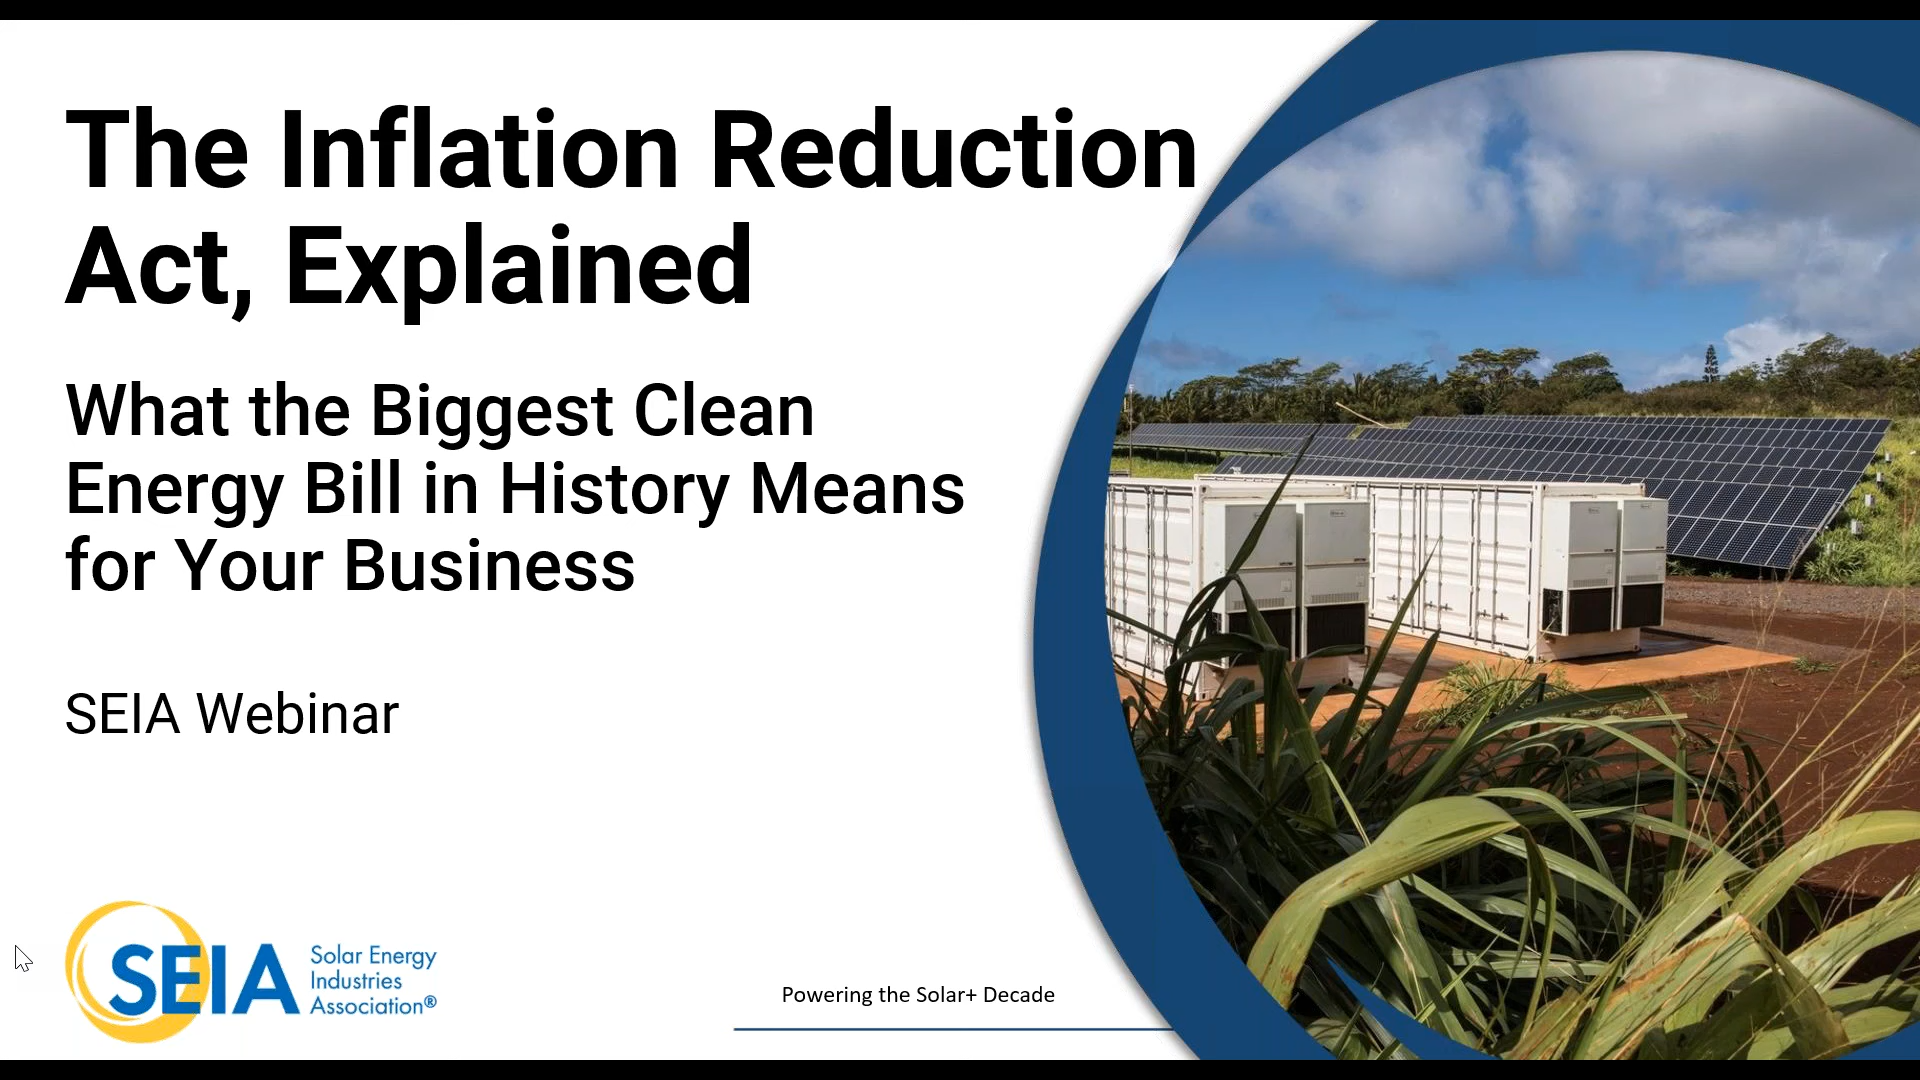 The Inflation Reduction
Act, Explained
What the Biggest Clean
Energy Bill in History Means
for Your Business
SEIA Webinar
SEIA
Solar Energy
Industries
Association®
Powering the Solar+ Decade